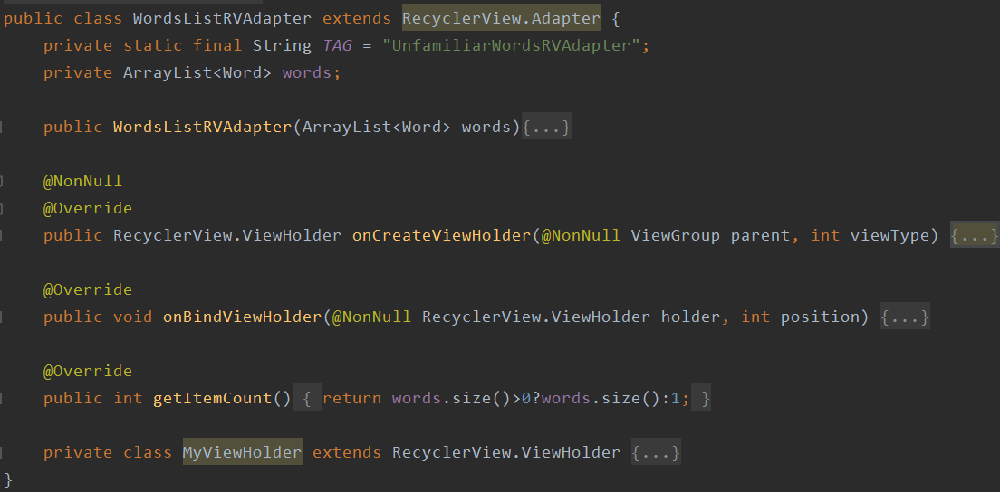 public class WordsListRVAdapter extends RecyclerView.Adapter {
    private static final String TAG = "UnfamiliarWordsRVAdapter";
    private ArrayList<Word> words;
    public WordsListRVAdapter(ArrayList<Word> words){...}
    @NonNull
    @Override
    public RecyclerView.ViewHolder onCreateViewHolder(@NonNull ViewGroup parent, int viewType) {...}
    @Override
    public void onBindViewHolder(@NonNull RecyclerView.ViewHolder holder, int position) {...}
    @Override
    public int getItemCount() { return words.size()>0?words.size():1; }
    private class MyViewHolder extends RecyclerView.ViewHolder {...}
}